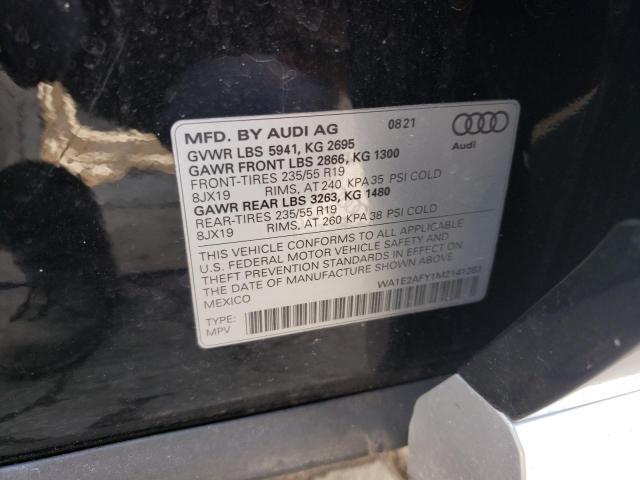 MFD. BY AUDI AG 08 21
GVWR LBS 5941, KG 2695
GAWR FRONT LBS 2866, KG 1300
FRONT-TIRES 235/55 R19
8JX19 RIMS, AT 240 KPA 35 PSI COLD
GAWR REAR LBS 3263, KG 1480
REAR-TIRES 235/55 R19
8JX19 RIMS, AT 260 KPA 38 PSI COLD
THIS VEHICLE CONFORMS TO ALL APPLICABLE
U.S. FEDERAL MOTOR VEHICLE SAFETY AND
THEFT PREVENTION STANDARDS IN EFFECT ON
THE DATE OF MANUFACTURE SHOWN ABOVE.
MEXICO
TYPE:
MPV
Audi